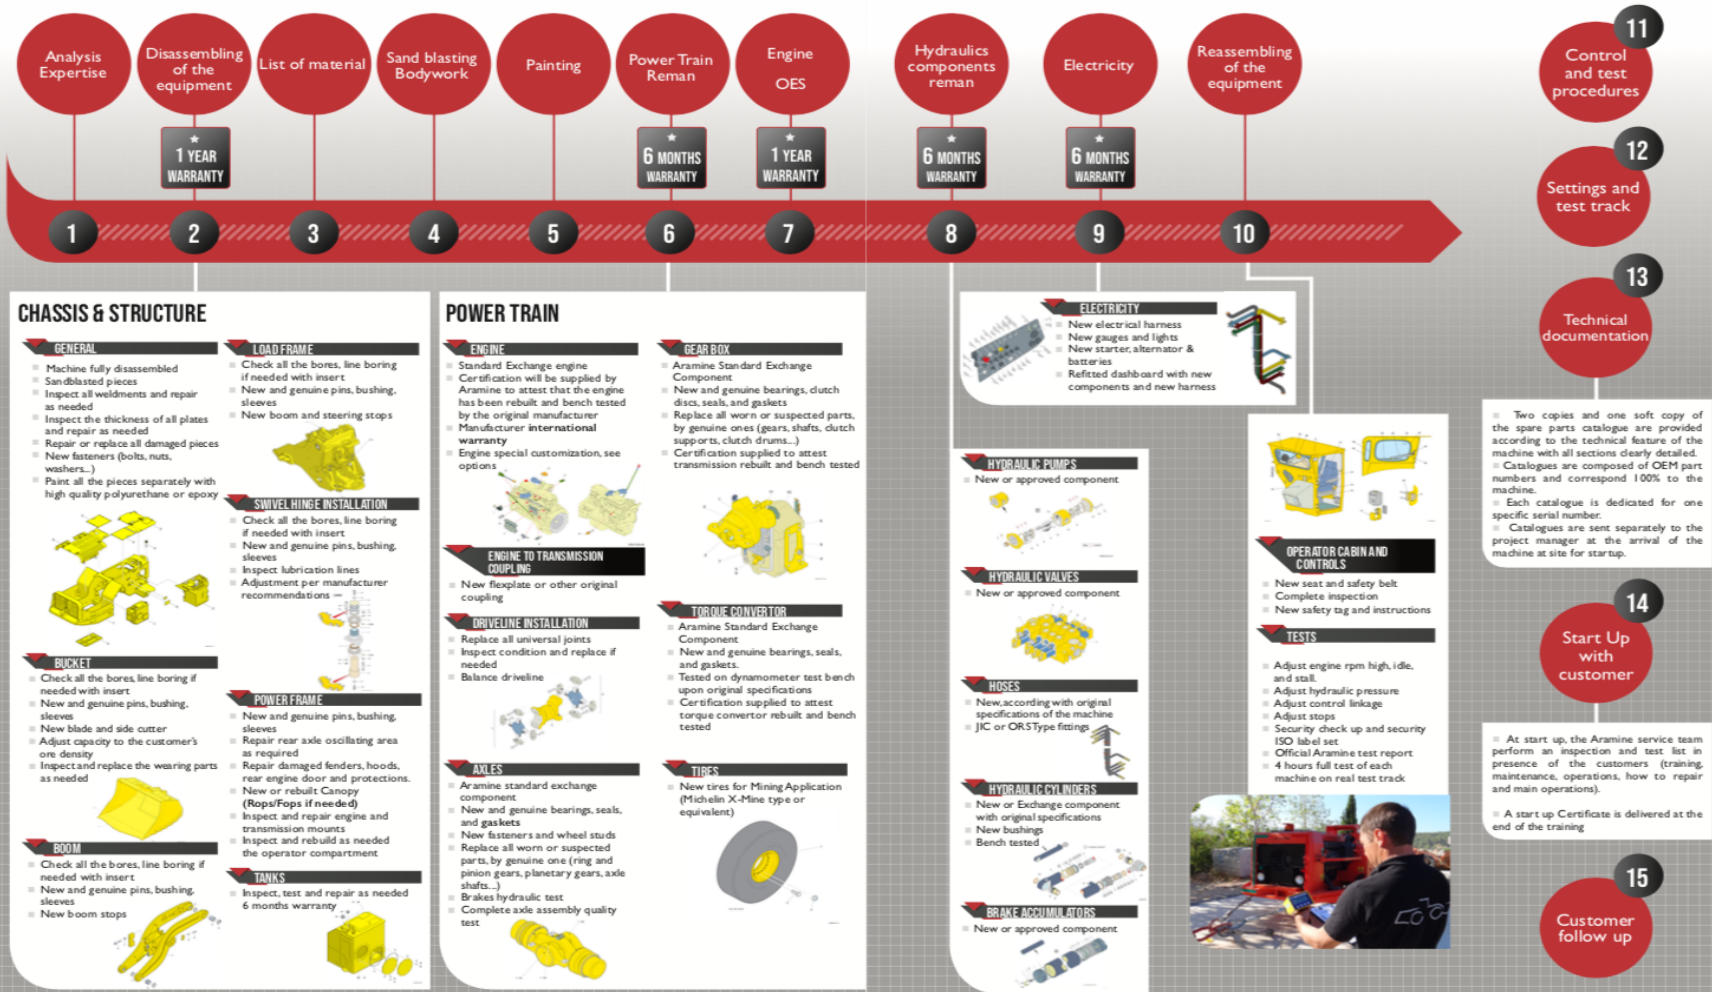 Analysis
Expertise
Disassembling
of the
equipment
List of material
Sand blasting
Bodywork
Painting
Power Train
Reman
Engine
OES
Hydraulics
components
reman
Electricity
Reassembling
of the
equipment
1 YEAR
WARRANTY
6 MONTHS
WARRANTY
1 YEAR
WARRANTY
6 MONTHS
WARRANTY
6 MONTHS
WARRANTY
1
2
3
4
5
6
7
8
9
10
CHASSIS & STRUCTURE
GENERAL
Machine fully disassembled
Sandblasted pieces
Inspect all weldments and repair
as needed
Inspect the thickness of all plates
and repair as needed
Repair or replace all damaged pieces
New fasteners (bolts, nuts,
washers...)
Paint all the pieces separately with
high quality polyurethane or epoxy
BUCKET
Check all the bores, line boring if
needed with insert
New and genuine pins, bushing,
sleeves
New blade and side cutter
Adjust capacity to the customer's
ore density
Inspect and replace the wearing parts
as needed
BOOM
Check all the bores, line boring if
needed with insert
New and genuine pins, bushing,
sleeves
New boom stops
LOAD FRAME
Check all the bores, line boring
if needed with insert
New and genuine pins, bushing,
sleeves
New boom and steering stops
SWIVEL HINGE INSTALLATION
Check all the bores, line boring
if needed with insert
New and genuine pins, bushing,
sleeves
Inspect lubrication lines
Adjustment per manufacturer
recommendations
POWER FRAME
New and genuine pins, bushing,
sleeves
Repair rear axle oscillating area
as required
Repair damaged fenders, hoods,
rear engine door and protections.
New or rebuilt Canopy
(Rops/Fops if needed)
Inspect and repair engine and
transmission mounts
Inspect and rebuild as needed
the operator compartment
TANKS
Inspect, test and repair as needed
6 months warranty
POWER TRAIN
ENGINE
Standard Exchange engine
Certification will be supplied by
Aramine to attest that the engine
has been rebuilt and bench tested
by the original manufacturer
Manufacturer international
warranty
Engine special customization, see
options
ENGINE TO TRANSMISSION
COUPLING
New flexplate or other original
coupling
DRIVELINE INSTALLATION
Replace all universal joints
Inspect condition and replace if
needed
Balance driveline
AXLES
Aramine standard exchange
component
New and genuine bearings, seals,
and gaskets
New fasteners and wheel studs
Replace all worn or suspected
parts, by genuine one (ring and
pinion gears, planetary gears, axle
shafts...)
Brakes hydraulic test
Complete axle assembly quality
test
GEAR BOX
Aramine Standard Exchange
Component
New and genuine bearings, clutch
discs, seals, and gaskets
Replace all worn or suspected parts,
by genuine ones (gears, shafts, clutch
supports, clutch drums...)
Certification supplied to attest
transmission rebuilt and bench tested
TORQUE CONVERTOR
Aramine Standard Exchange
Component
New and genuine bearings, seals,
and gaskets.
Tested on dynamometer test bench
upon original specifications
Certification supplied to attest
torque convertor rebuilt and bench
tested
TIRES
New tires for Mining Application
(Michelin X-Mine type or
equivalent)
ELECTRICITY
New electrical harness
New gauges and lights
New starter, alternator &
batteries
Refitted dashboard with new
components and new harness
HYDRAULIC PUMPS
New or approved component
HYDRAULIC VALVES
New or approved component
HOSES
New, according with original
specifications of the machine
JIC or ORS Type fittings
HYDRAULIC CYLINDERS
New or Exchange component
with original specifications
New bushings
Bench tested
BRAKE ACCUMULATORS
New or approved component
OPERATOR CABIN AND
CONTROLS
New seat and safety belt
Complete inspection
New safety tag and instructions
TESTS
Adjust engine rpm high, idle,
and stall.
Adjust hydraulic pressure
Adjust control linkage
Adjust stops
Security check up and security
ISO label set
Official Aramine test report
4 hours full test of each
machine on real test track
11
Control
and test
procedures
12
Settings and
test track
13
Technical
documentation
Two copies and one soft copy of
the spare parts catalogue are provided
according to the technical feature of the
machine with all sections clearly detailed.
Catalogues are composed of OEM part
numbers and correspond 100% to the
machine.
Each catalogue is dedicated for one
specific serial number.
Catalogues are sent separately to the
project manager at the arrival of the
machine at site for startup.
14
Start Up
with
customer
At start up, the Aramine service team
perform an inspection and test list in
presence of the customers (training,
maintenance, operations, how to repair
and main operations).
A start up Certificate is delivered at the
end of the training
15
Customer
follow up